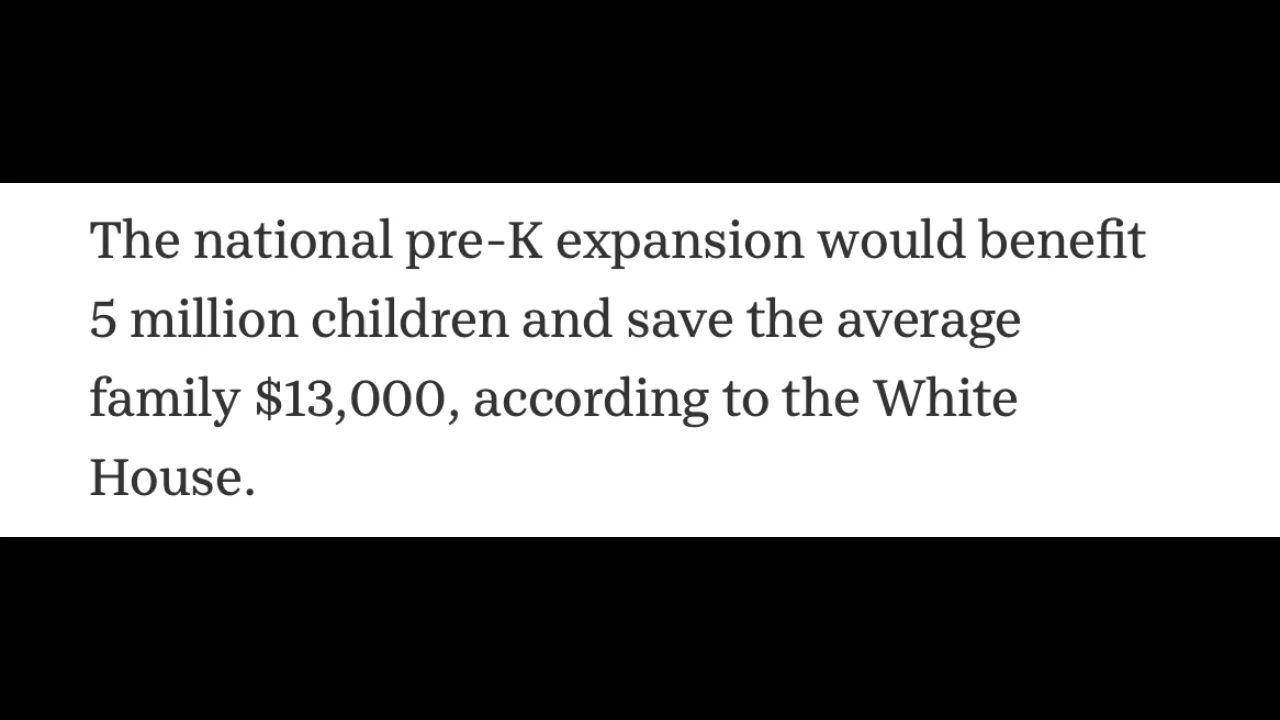 The national pre-K expansion would benefit
5 million children and save the average
family $13,000, according to the White
House.